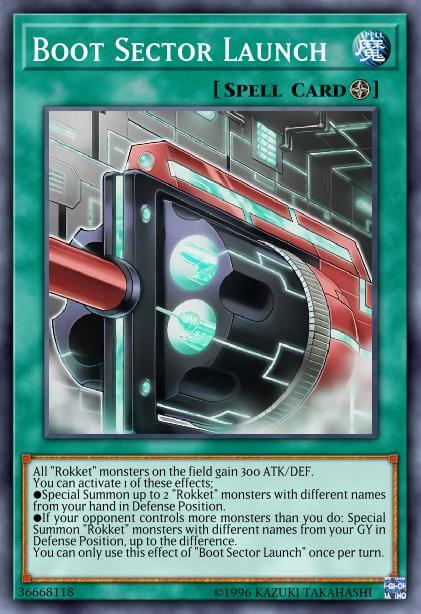 BOOT SECTOR LAUNCH
SPELL
魔
[SPELL CARD]
All "Rokket" monsters on the field gain 300 ATK/DEF.
You can activate 1 of these effects;
●Special Summon up to 2 "Rokket" monsters with different names
from your hand in Defense Position.
●If your opponent controls more monsters than you do: Special
Summon "Rokket" monsters with different names from your GY in
Defense Position, up to the difference.
You can only use this effect of "Boot Sector Launch" once per turn.
36668118
©1996 KAZUKI TAKAHASHI